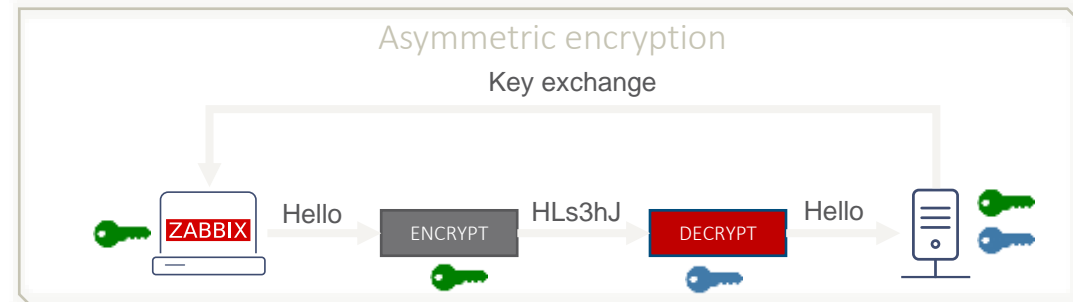 Asymmetric encryption
Key exchange
Hello
HLs3hJ
Hello
ZABBIX
ENCRYPT
DECRYPT